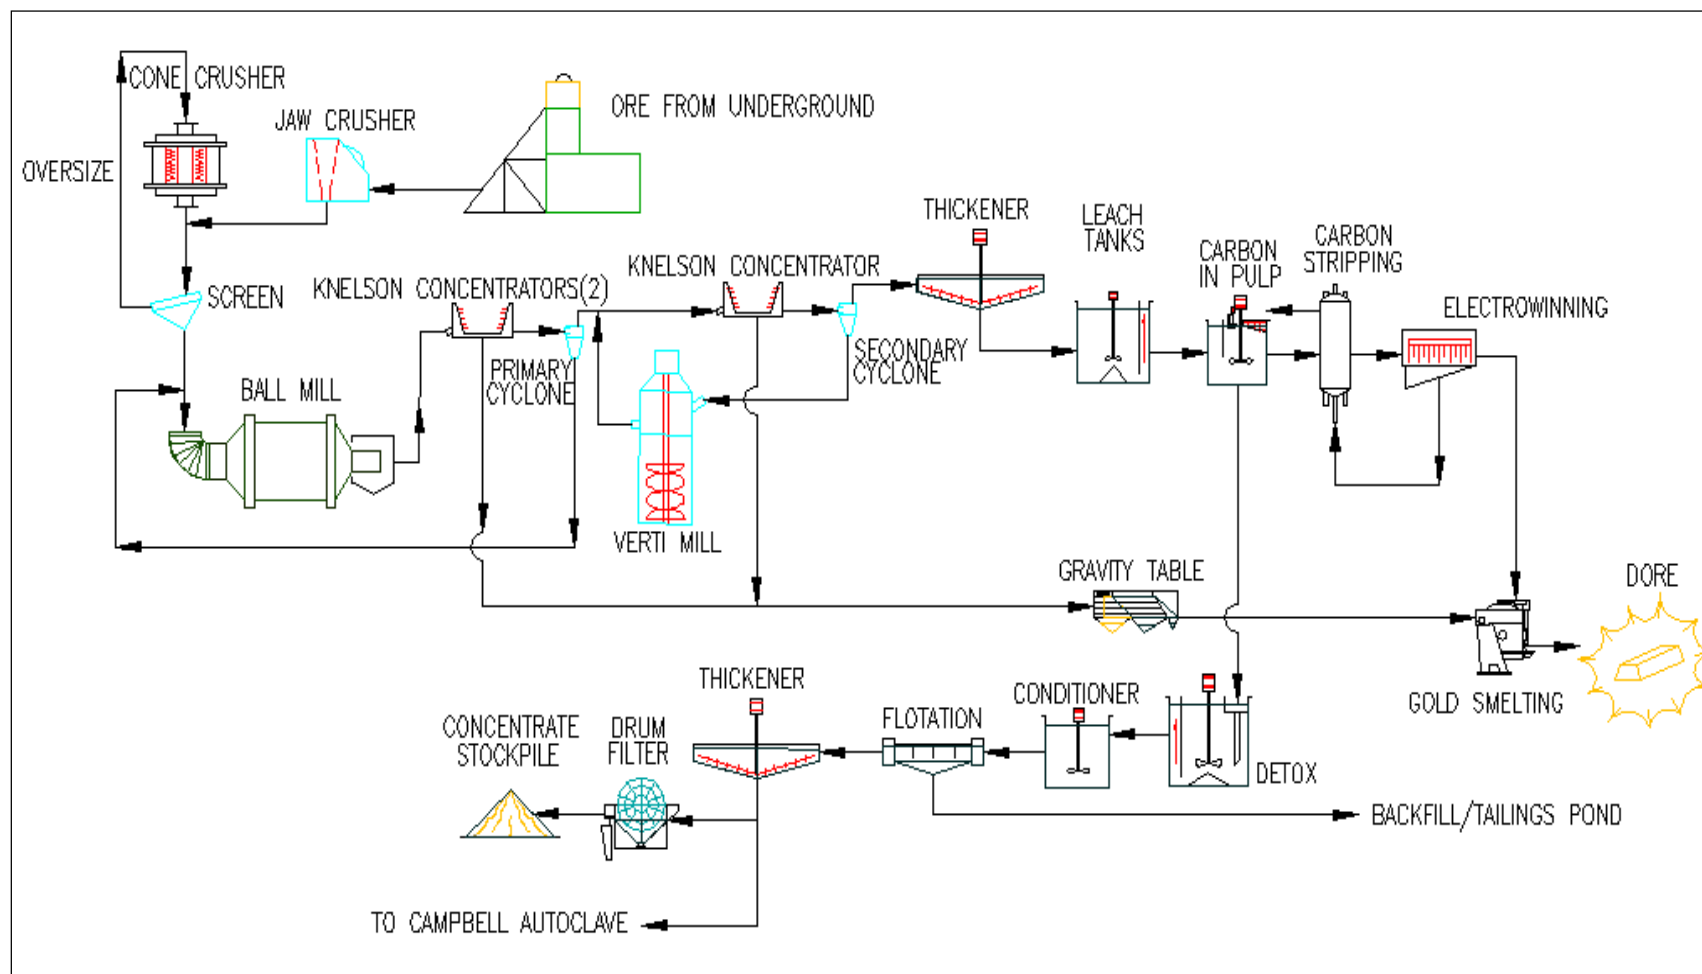 CONE CRUSHER
ORE FROM UNDERGROUND
JAW CRUSHER
OVERSIZE
THICKENER
LEACH
TANKS
CARBON
IN PULP
CARBON
STRIPPING
KNELSON CONCENTRATOR
KNELSON CONCENTRATORS(2)
SCREEN
ELECTROWINNING
PRIMARY
CYCLONE
SECONDARY
CYCLONE
BALL MILL
VERTI MILL
GRAVITY TABLE
DORE
GOLD SMELTING
THICKENER
CONDITIONER
FLOTATION
CONCENTRATE
STOCKPILE
DRUM
FILTER
DETOX
BACKFILL/TAILINGS POND
TO CAMPBELL AUTOCLAVE